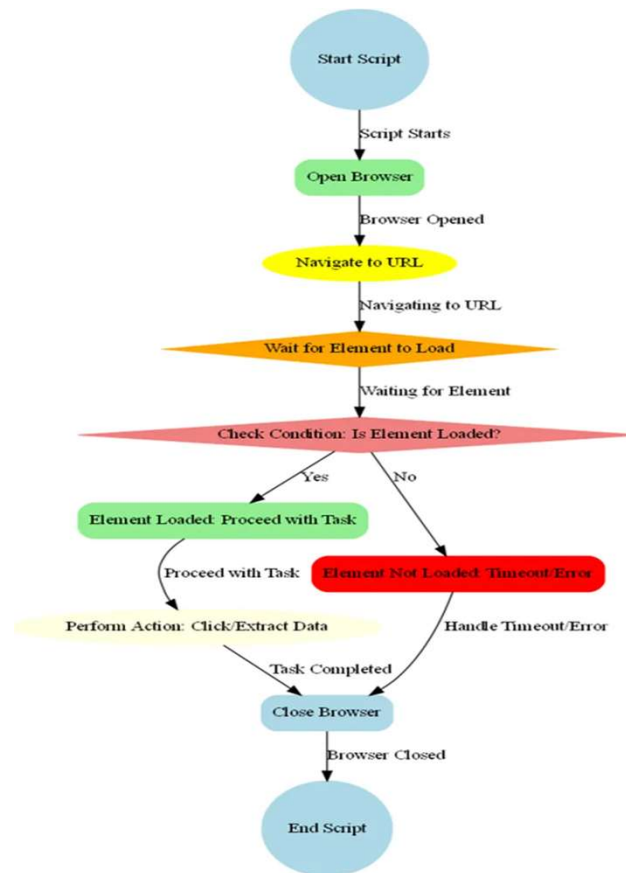 Start Script
Script Starts
Open Browser
Browser Opened
Navigate to URL
Navigating to URL
Wait for Element to Load
Waiting for Element
Check Condition: Is Element Loaded?
Yes
No
Element Loaded: Proceed with Task
Proceed with Task
Element Not Loaded: Timeout/Error
Perform Action: Click/Extract Data
Handle Timeout/Error
Task Completed
Close Browser
Browser Closed
End Script